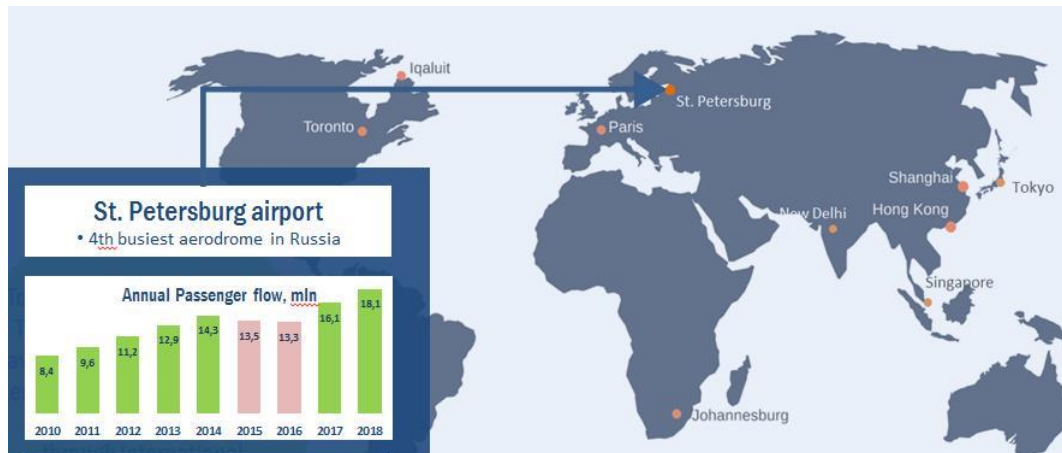 Iqaluit
Toronto
St. Petersburg
Paris
Shanghai
Tokyo
New Delhi
Hong Kong
Singapore
Johannesburg
St. Petersburg airport
• 4th busiest aerodrome in Russia
Annual Passenger flow, mln
8,4 9,6 11,2 12,9 14,3 13,5 13,3 16,1 18,1
2010 2011 2012 2013 2014 2015 2016 2017 2018
through international